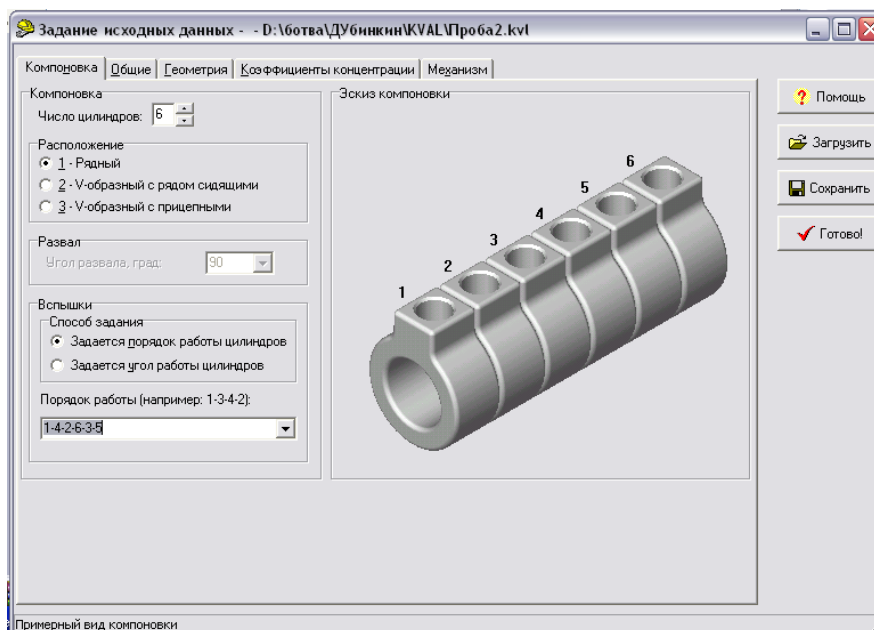 Задание исходных данных - - D:\ботва\ДУбинкин\KVAL\Проба2.kvl
Компоновка Общие Геометрия Коэффициенты концентрации Механизм
Компоновка
Число цилиндров: 6
Расположение
1 - Рядный
2 - V-образный с рядом сидящими
3 - V-образный с прицепными
Развал
Угол развала, град: 90
Вспышки
Способ задания
Задается порядок работы цилиндров
Задается угол работы цилиндров
Порядок работы (например: 1-3-4-2):
1-4-2-6-3-5
Эскиз компоновки
1
2
3
4
5
6
Помощь
Загрузить
Сохранить
Готово!
Примерный вид компоновки